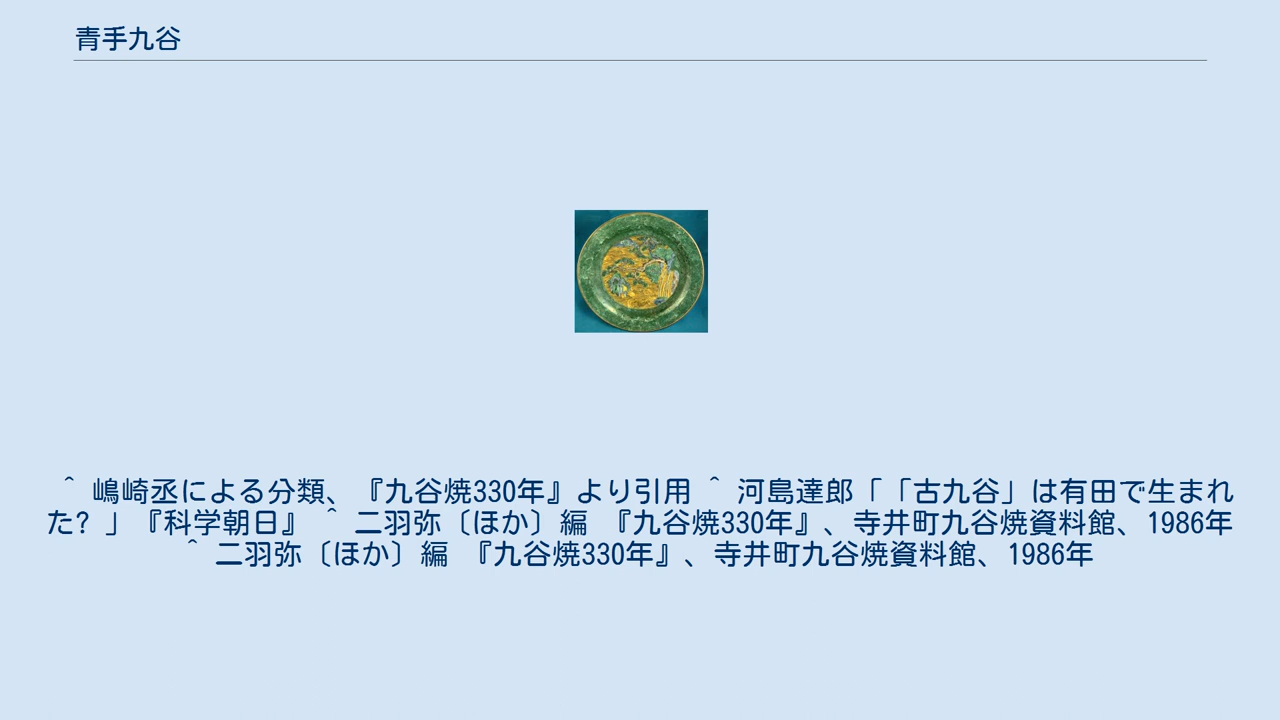 青手九谷
^ 嶋崎丞による分類、『九谷焼330年』より引用 ^ 河島達郎「「古九谷」は有田で生まれ
た? 」『科学朝日』 ^ 二羽弥〔ほか〕編 『九谷焼330年』、寺井町九谷焼資料館、1986年
^ 二羽弥〔ほか〕編 『九谷焼330年』、寺井町九谷焼資料館、1986年